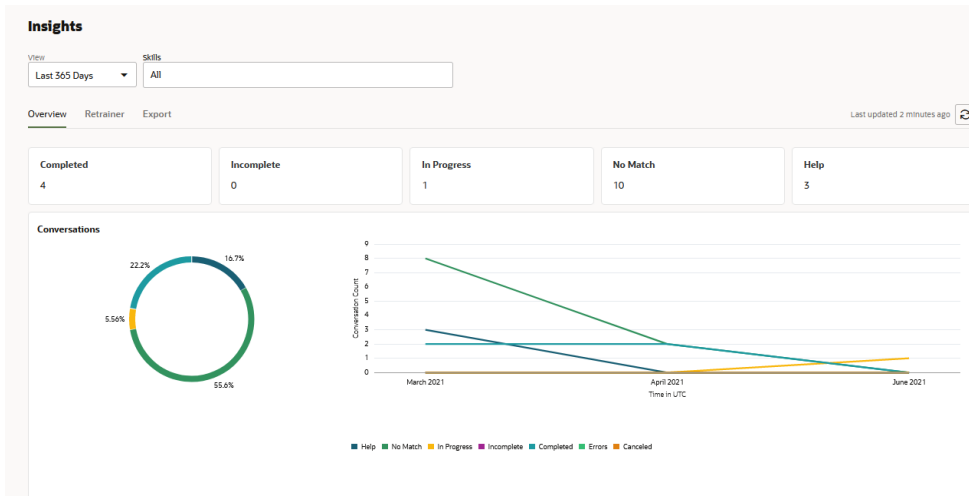 Insights
View
Skills
Last 365 Days
All
Overview Retrainer Export
Last updated 2 minutes ago
Completed
4
Incomplete
0
In Progress
1
No Match
10
Help
3
Conversations
22.2%
16.7%
5.56%
55.6%
Conversation Count
9
8
7
6
5
4
3
2
1
0
March 2021
April 2021
June 2021
Time in UTC
Help No Match In Progress Incomplete Completed Errors Canceled